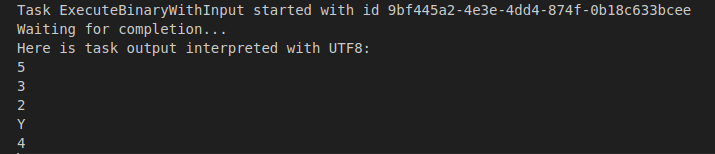 Task ExecuteBinaryWithInput started with id 9bf445a2-4e3e-4dd4-874f-0b18c633bcee
Waiting for completion...
Here is task output interpreted with UTF8:
5
3
2
Y
4